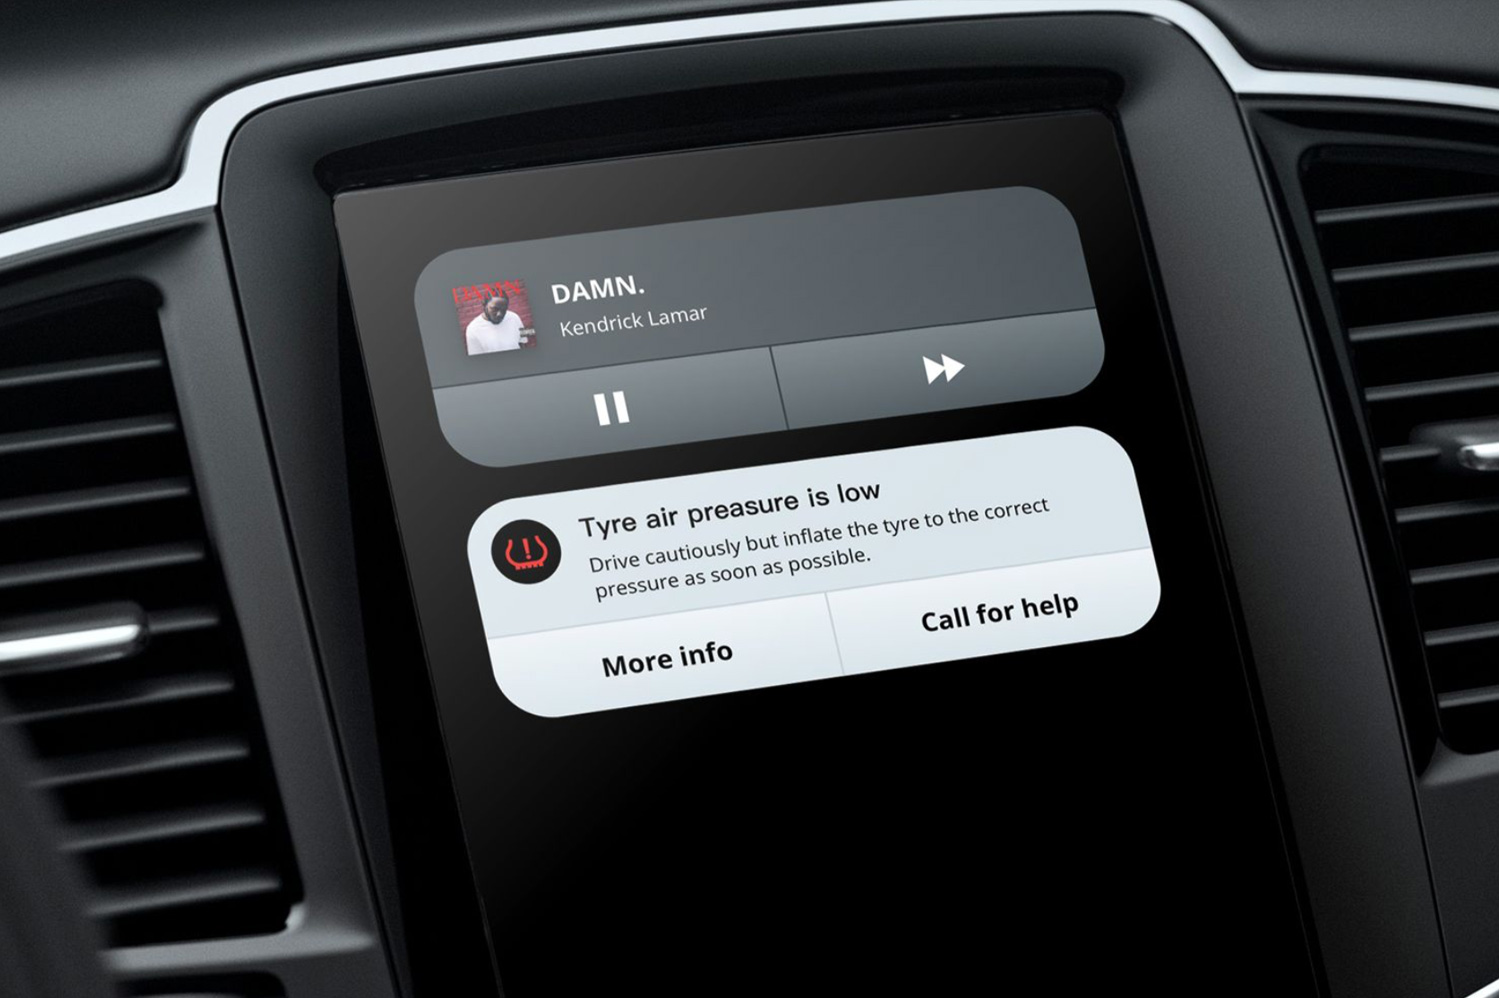 DAMN.
DAMN.
Kendrick Lamar
Tyre air preasure is low
Drive cautiously but inflate the tyre to the correct
pressure as soon as possible.
More info
Call for help